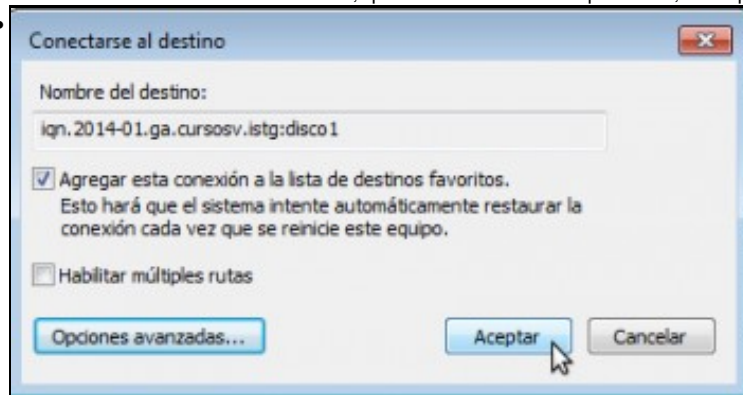 Conectarse al destino
Nombre del destino:
iqn.2014-01.ga.cursosv.istg:disco1
Agregar esta conexión a la lista de destinos favoritos.
Esto hará que el sistema intente automáticamente restaurar la
conexión cada vez que se reinicie este equipo.
Habilitar múltiples rutas
Opciones avanzadas... Aceptar Cancelar